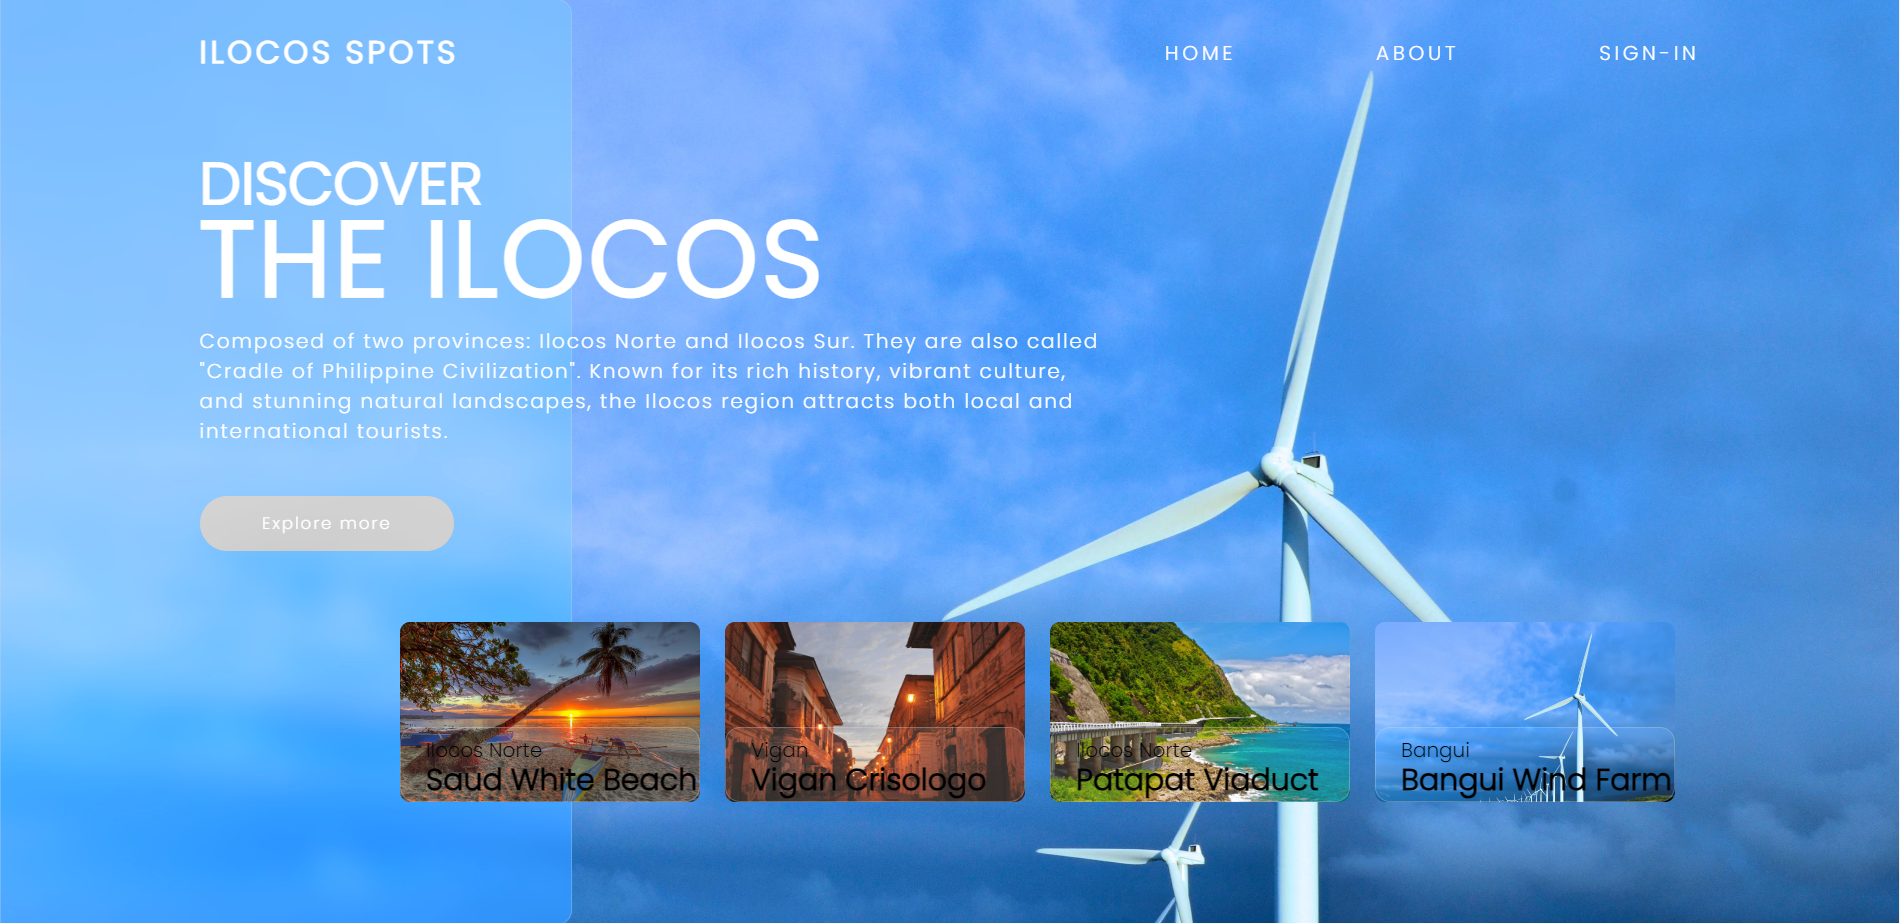 ILOCOS SPOTS
HOME
ABOUT
SIGN-IN
DISCOVER
THE ILOCOS
Composed of two provinces: Ilocos Norte and Ilocos Sur. They are also called
"Cradle of Philippine Civilization". Known for its rich history, vibrant culture,
and stunning natural landscapes, the Ilocos region attracts both local and
international tourists.
Explore more
Ilocos Norte
Saud White Beach
Vigan
Vigan Crisologo
Ilocos Norte
Patapat Viaduct
Bangui
Bangui Wind Farm